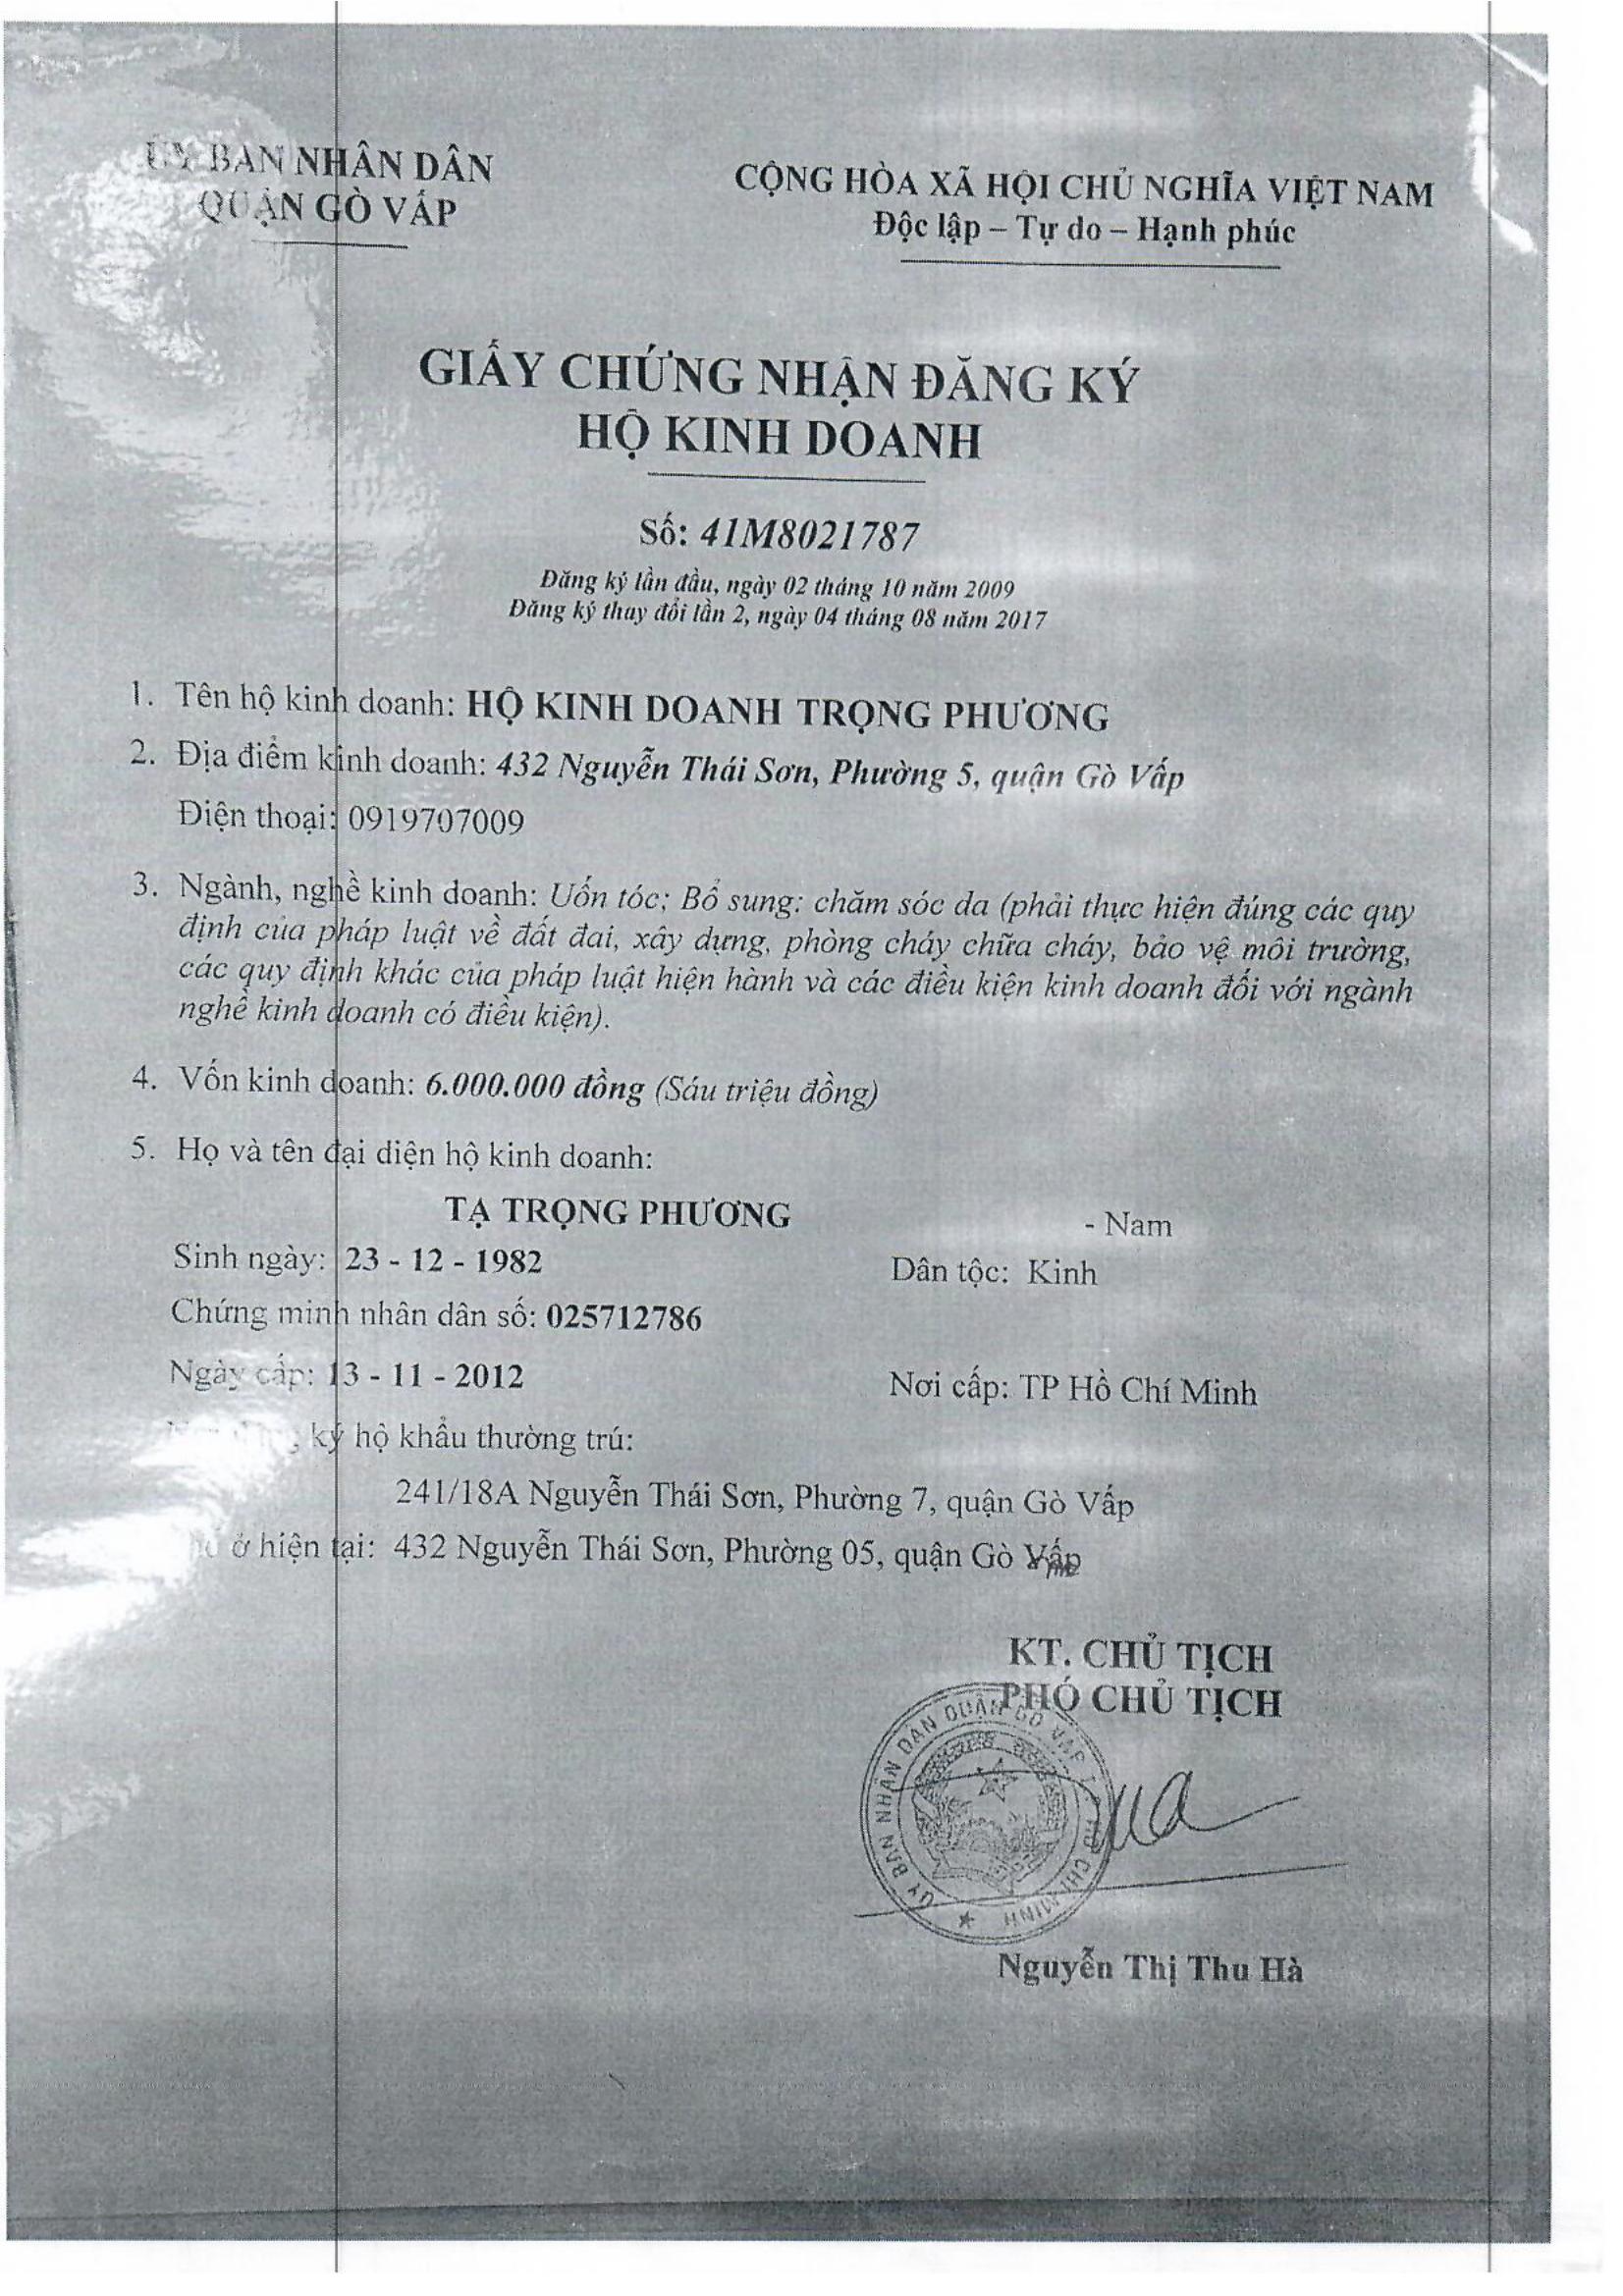 ỦY BAN NHÂN DÂN
QUẬN GÒ VẤP
CỘNG HÒA XÃ HỘI CHỦ NGHĨA VIỆT NAM
Độc lập – Tự do – Hạnh phúc
GIẤY CHỨNG NHẬN ĐĂNG KÝ
HỘ KINH DOANH
Số: 41M8021787
Đăng ký lần đầu, ngày 02 tháng 10 năm 2009
Đăng ký thay đổi lần 2, ngày 04 tháng 08 năm 2017
1. Tên hộ kinh doanh: HỘ KINH DOANH TRỌNG PHƯƠNG
2. Địa điểm kinh doanh: 432 Nguyễn Thái Sơn, Phường 5, quận Gò Vấp
Điện thoại: 0919707009
3. Ngành, nghề kinh doanh: Uốn tóc; Bổ sung: chăm sóc da (phải thực hiện đúng các quy
định của pháp luật về đất đai, xây dựng, phòng cháy chữa cháy, bảo vệ môi trường,
các quy định khác của pháp luật hiện hành và các điều kiện kinh doanh đối với ngành
nghề kinh doanh có điều kiện).
4. Vốn kinh doanh: 6.000.000 đồng (Sáu triệu đồng)
5. Họ và tên đại diện hộ kinh doanh:
TẠ TRỌNG PHƯƠNG - Nam
Sinh ngày: 23 - 12 - 1982 Dân tộc: Kinh
Chứng minh nhân dân số: 025712786
Ngày cấp: 13 - 11 - 2012 Nơi cấp: TP Hồ Chí Minh
ký hộ khẩu thường trú:
241/18A Nguyễn Thái Sơn, Phường 7, quận Gò Vấp
ở hiện tại: 432 Nguyễn Thái Sơn, Phường 05, quận Gò Vấp
KT. CHỦ TỊCH
PHÓ CHỦ TỊCH
ỦY BAN NHÂN DÂN QUẬN GÒ VẤP T. HỒ CHÍ MINH
Nguyễn Thị Thu Hà